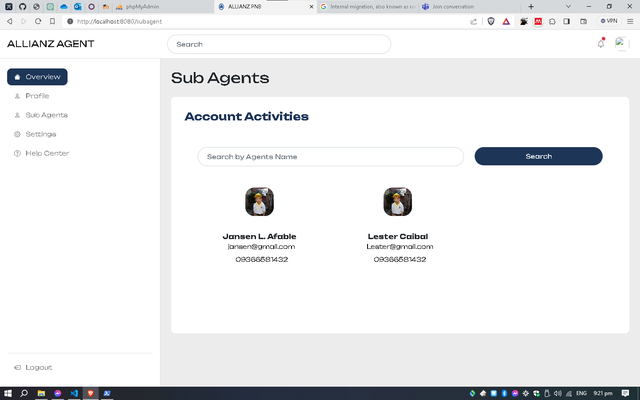 phpMyAdmin
ALLIANZ PNB
Internal migration, also known as
Join conversation
http://localhost:8080/subagent
VPN
ALLIANZ AGENT
Search
Overview
Profile
Sub Agents
Settings
Help Center
Logout
Sub Agents
Account Activities
Search by Agents Name
Search
Jansen L. Afable
jansen@gmail.com
09366581432
Lester Caibal
Lester@gmail.com
09366581432
ENG
9:21 pm